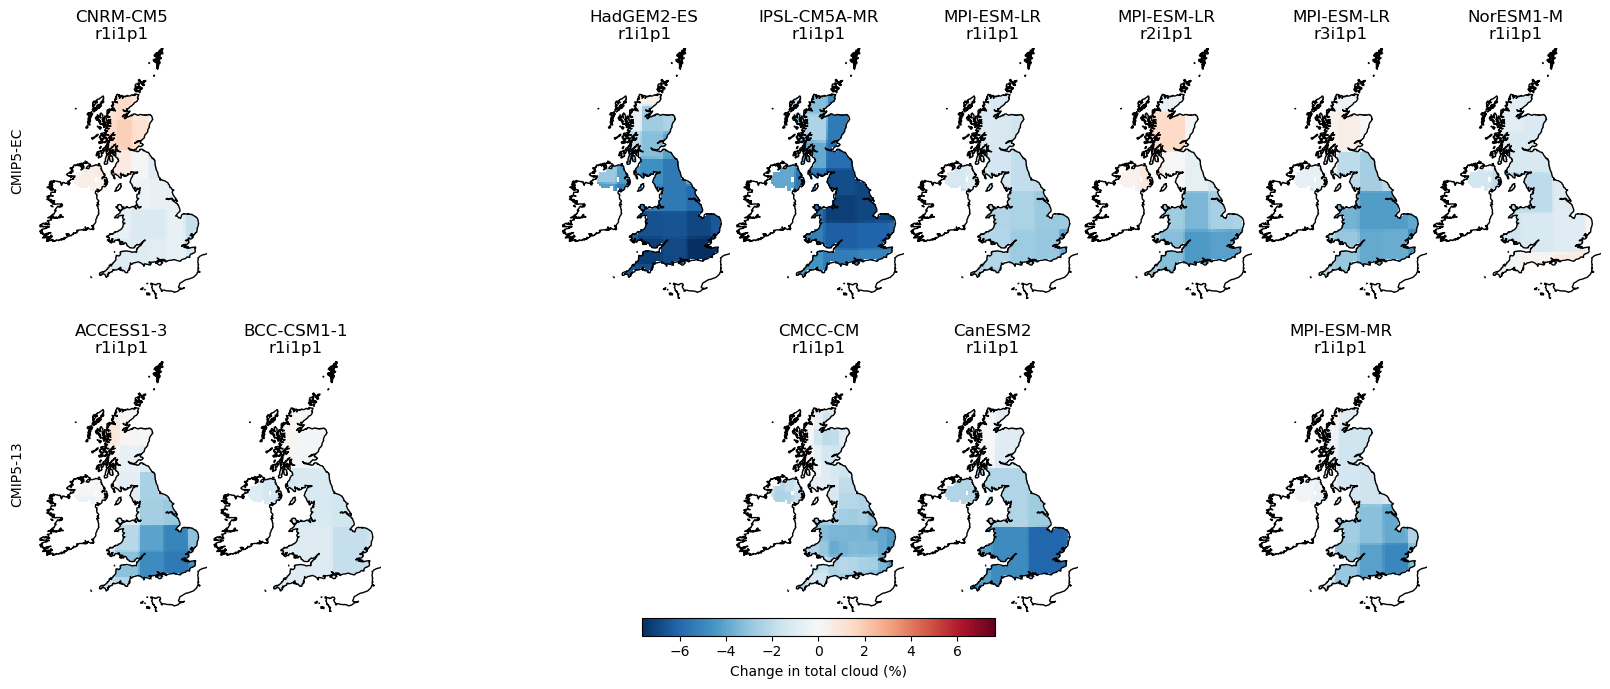 CNRM-CM5
r1i1p1
HadGEM2-ES
r1i1p1
IPSL-CM5A-MR
r1i1p1
MPI-ESM-LR
r1i1p1
MPI-ESM-LR
r2i1p1
MPI-ESM-LR
r3i1p1
NorESM1-M
r1i1p1
CMIP5-EC
ACCESS1-3
r1i1p1
BCC-CSM1-1
r1i1p1
CMCC-CM
r1i1p1
CanESM2
r1i1p1
MPI-ESM-MR
r1i1p1
CMIP5-13
−6 −4 −2 0 2 4 6
Change in total cloud (%)